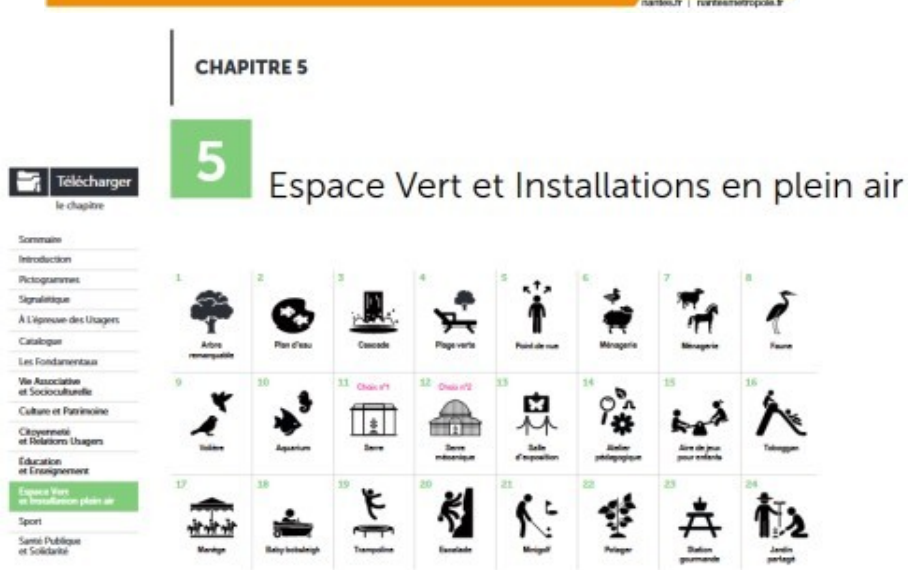 nantes.fr | nantesmetropole.fr
CHAPITRE 5
5
Espace Vert et Installations en plein air
Télécharger
le chapitre
Sommaire
Introduction
Pictogrammes
Signalétique
À L'épreuve des Usagers
Catalogue
Les Fondamentaux
Vie Associative
et Socioculturelle
Culture et Patrimoine
Citoyenneté
et Relations Usagers
Éducation
et Enseignement
Espace Vert
et Installation plein air
Sport
Santé Publique
et Solidarité
1
Arbre
remarquable
2
Plan d'eau
3
Cascade
4
Plage verte
5
Point de vue
6
Ménagerie
7
Ménagerie
8
Faune
9
Volière
10
Aquarium
11 Choix n°1
Serre
12 Choix n°2
Serre
mécanique
13
Salle
d'exposition
14
Atelier
pédagogique
15
Aire de jeux
pour enfants
16
Toboggan
17
Manège
18
Baby bobsleigh
19
Trampoline
20
Escalade
21
Minigolf
22
Potager
23
Station
gourmande
24
Jardin
partagé